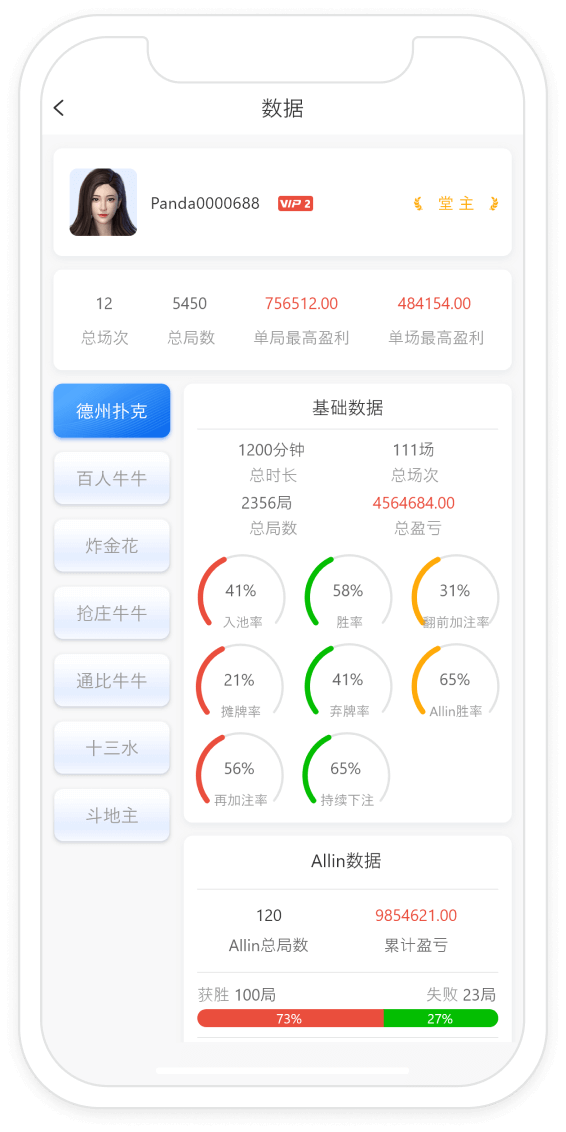 数据
Panda0000688 VIP 2 堂主
12 5450 756512.00 484154.00
总场次 总局数 单局最高盈利 单场最高盈利
德州扑克
百人牛牛
炸金花
抢庄牛牛
通比牛牛
十三水
斗地主
基础数据
1200分钟 111场
总时长 总场次
2356局 4564684.00
总局数 总盈亏
41% 58% 31%
入池率 胜率 翻前加注率
21% 41% 65%
摊牌率 弃牌率 Allin胜率
56% 65%
再加注率 持续下注
Allin数据
120 9854621.00
Allin总局数 累计盈亏
获胜 100局 失败 23局
73% 27%